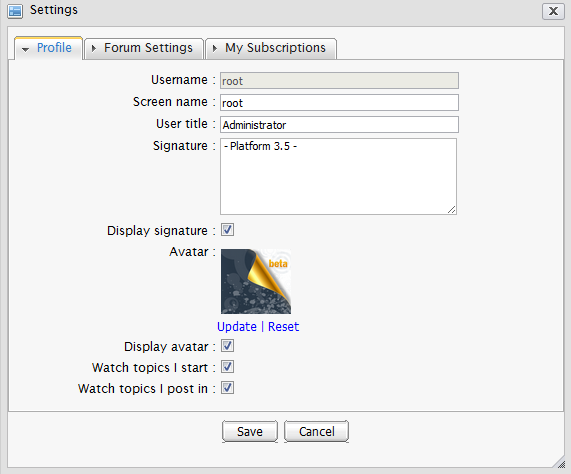 Settings
Profile Forum Settings My Subscriptions
Username : root
Screen name : root
User title : Administrator
Signature : - Platform 3.5 -
Display signature :
Avatar :
beta
Update | Reset
Display avatar :
Watch topics I start :
Watch topics I post in :
Save Cancel